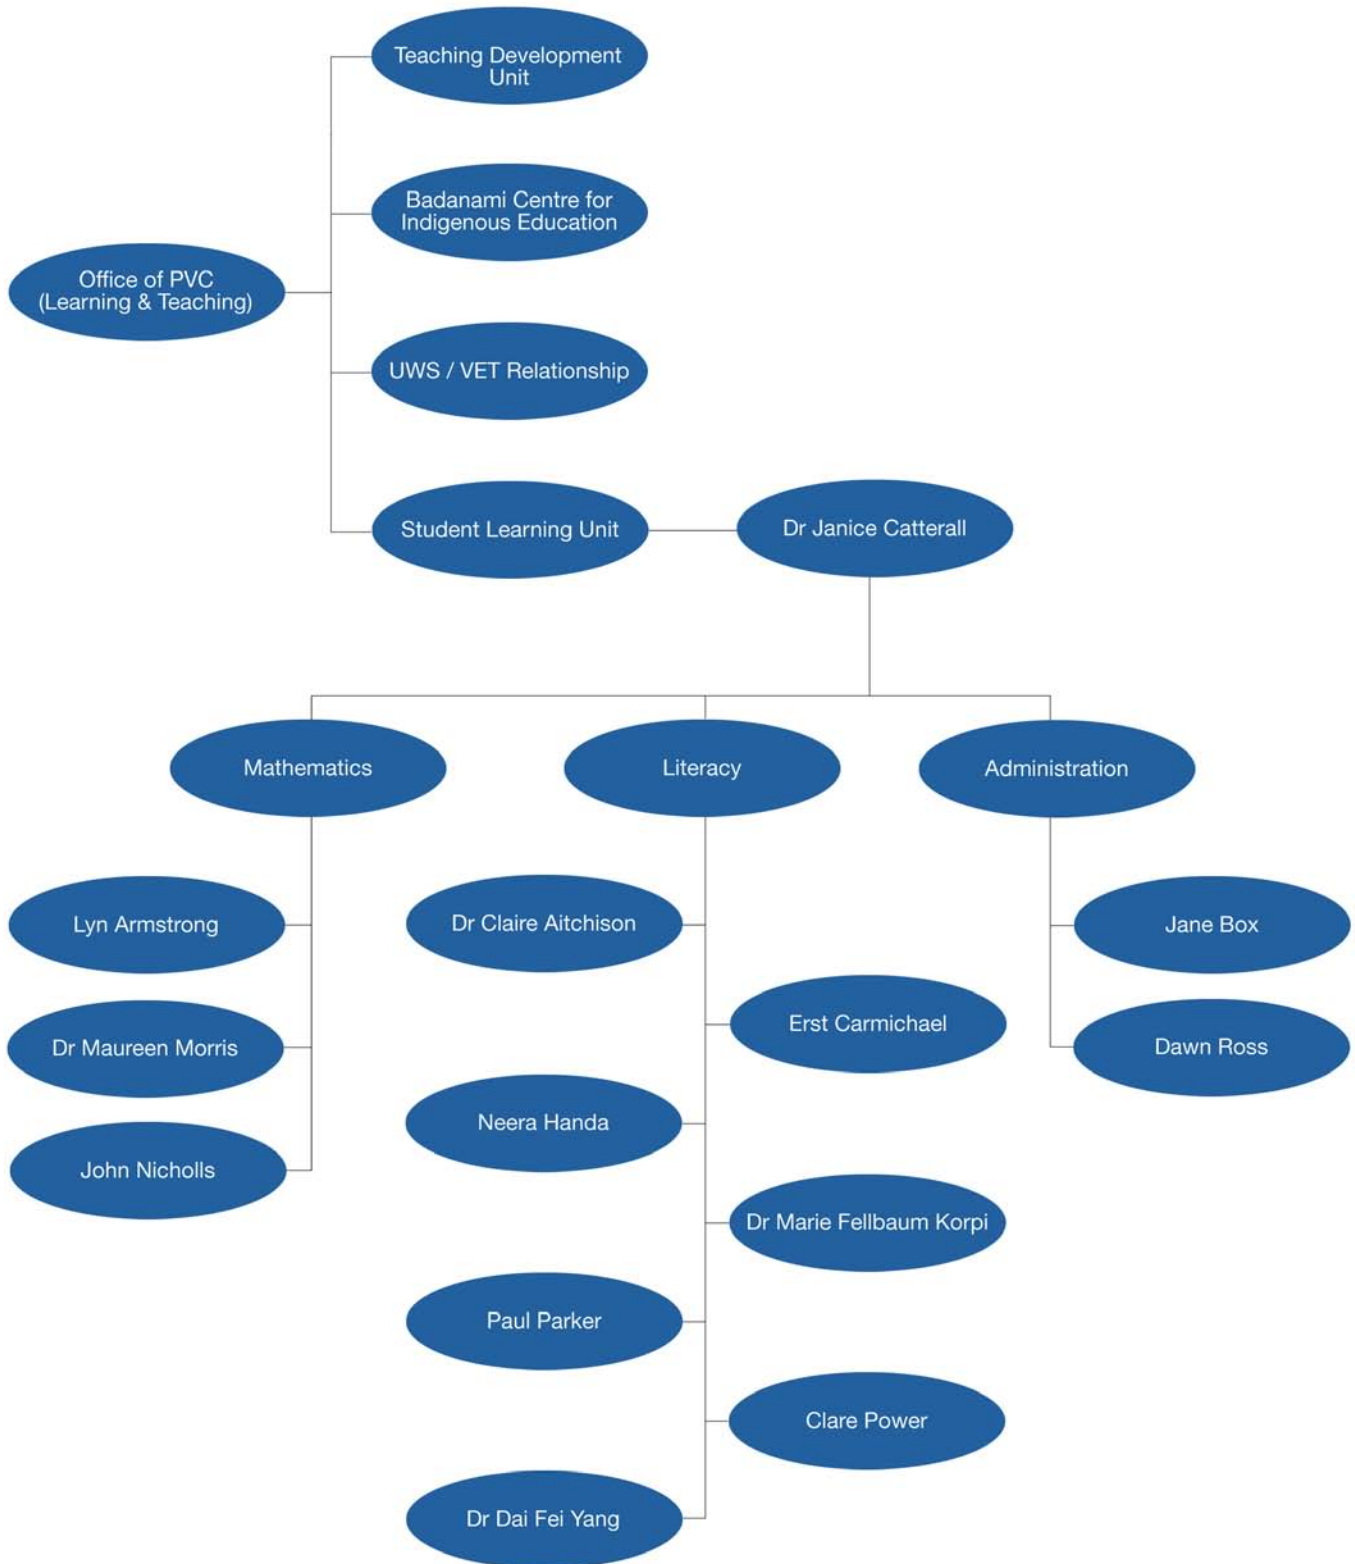 Teaching Development
Unit
Badanami Centre for
Indigenous Education
Office of PVC
(Learning & Teaching)
UWS / VET Relationship
Student Learning Unit
Dr Janice Catterall
Mathematics
Literacy
Administration
Lyn Armstrong
Dr Maureen Morris
John Nicholls
Dr Claire Aitchison
Erst Carmichael
Neera Handa
Dr Marie Fellbaum Korpi
Paul Parker
Clare Power
Dr Dai Fei Yang
Jane Box
Dawn Ross